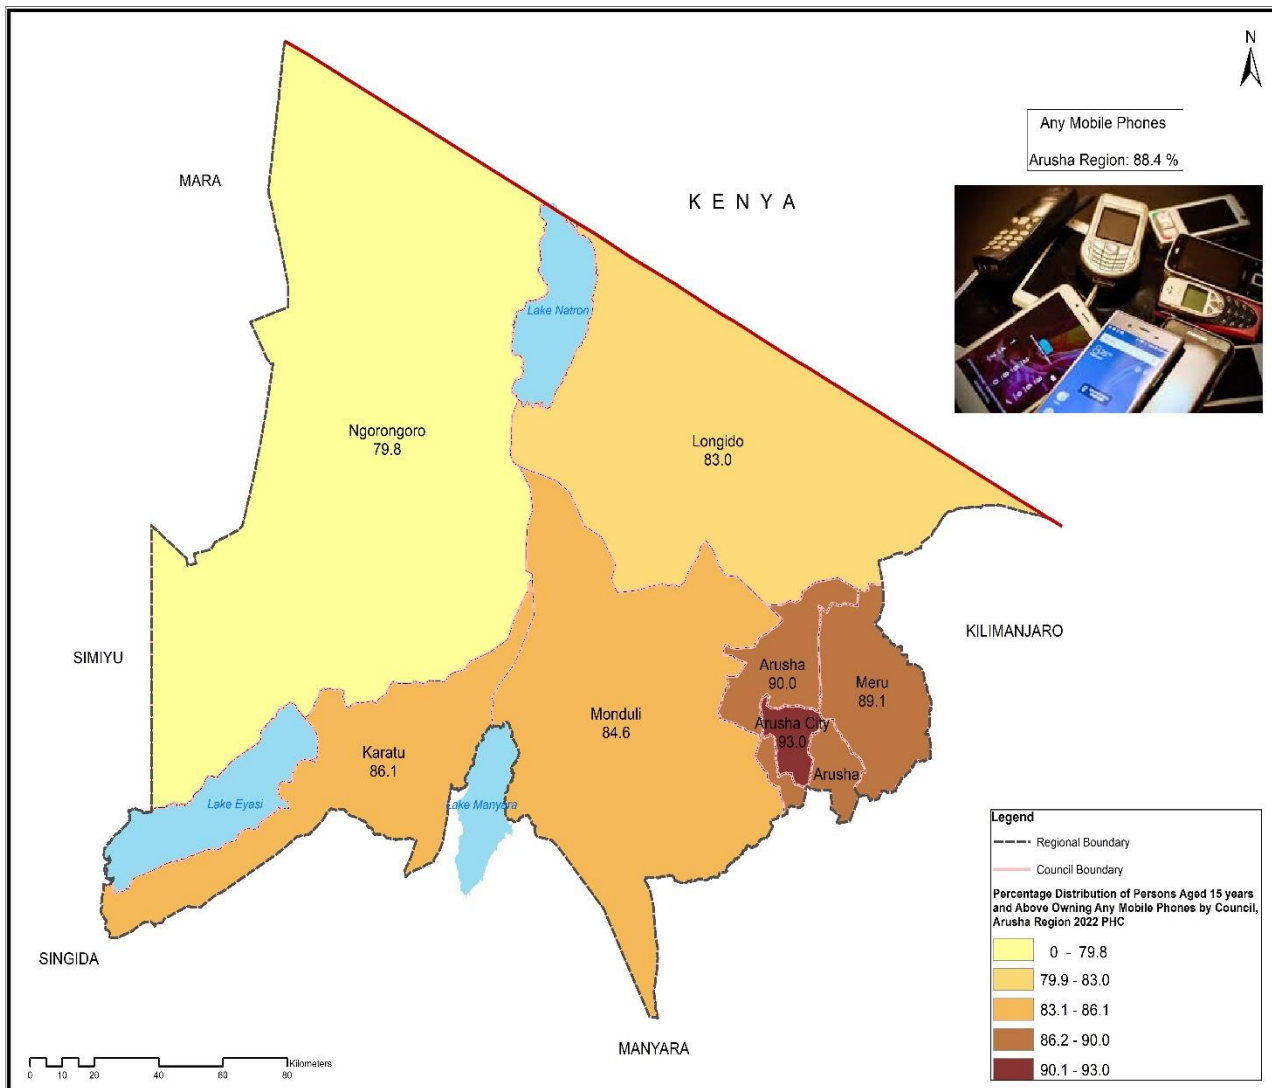 N
Any Mobile Phones
Arusha Region: 88.4 %
MARA
K E N Y A
Lake Natron
Ngorongoro
79.8
Longido
83.0
KILIMANJARO
SIMIYU
Arusha
90.0
Meru
89.1
Monduli
84.6
Arusha City
93.0
Karatu
86.1
Arusha
Lake Eyasi
Lake Manyara
SINGIDA
MANYARA
Legend
Regional Boundary
Council Boundary
Percentage Distribution of Persons Aged 15 years
and Above Owning Any Mobile Phones by Council,
Arusha Region 2022 PHC
0 - 79.8
79.9 - 83.0
83.1 - 86.1
86.2 - 90.0
90.1 - 93.0
Kilometers
0 10 20 40 60 80